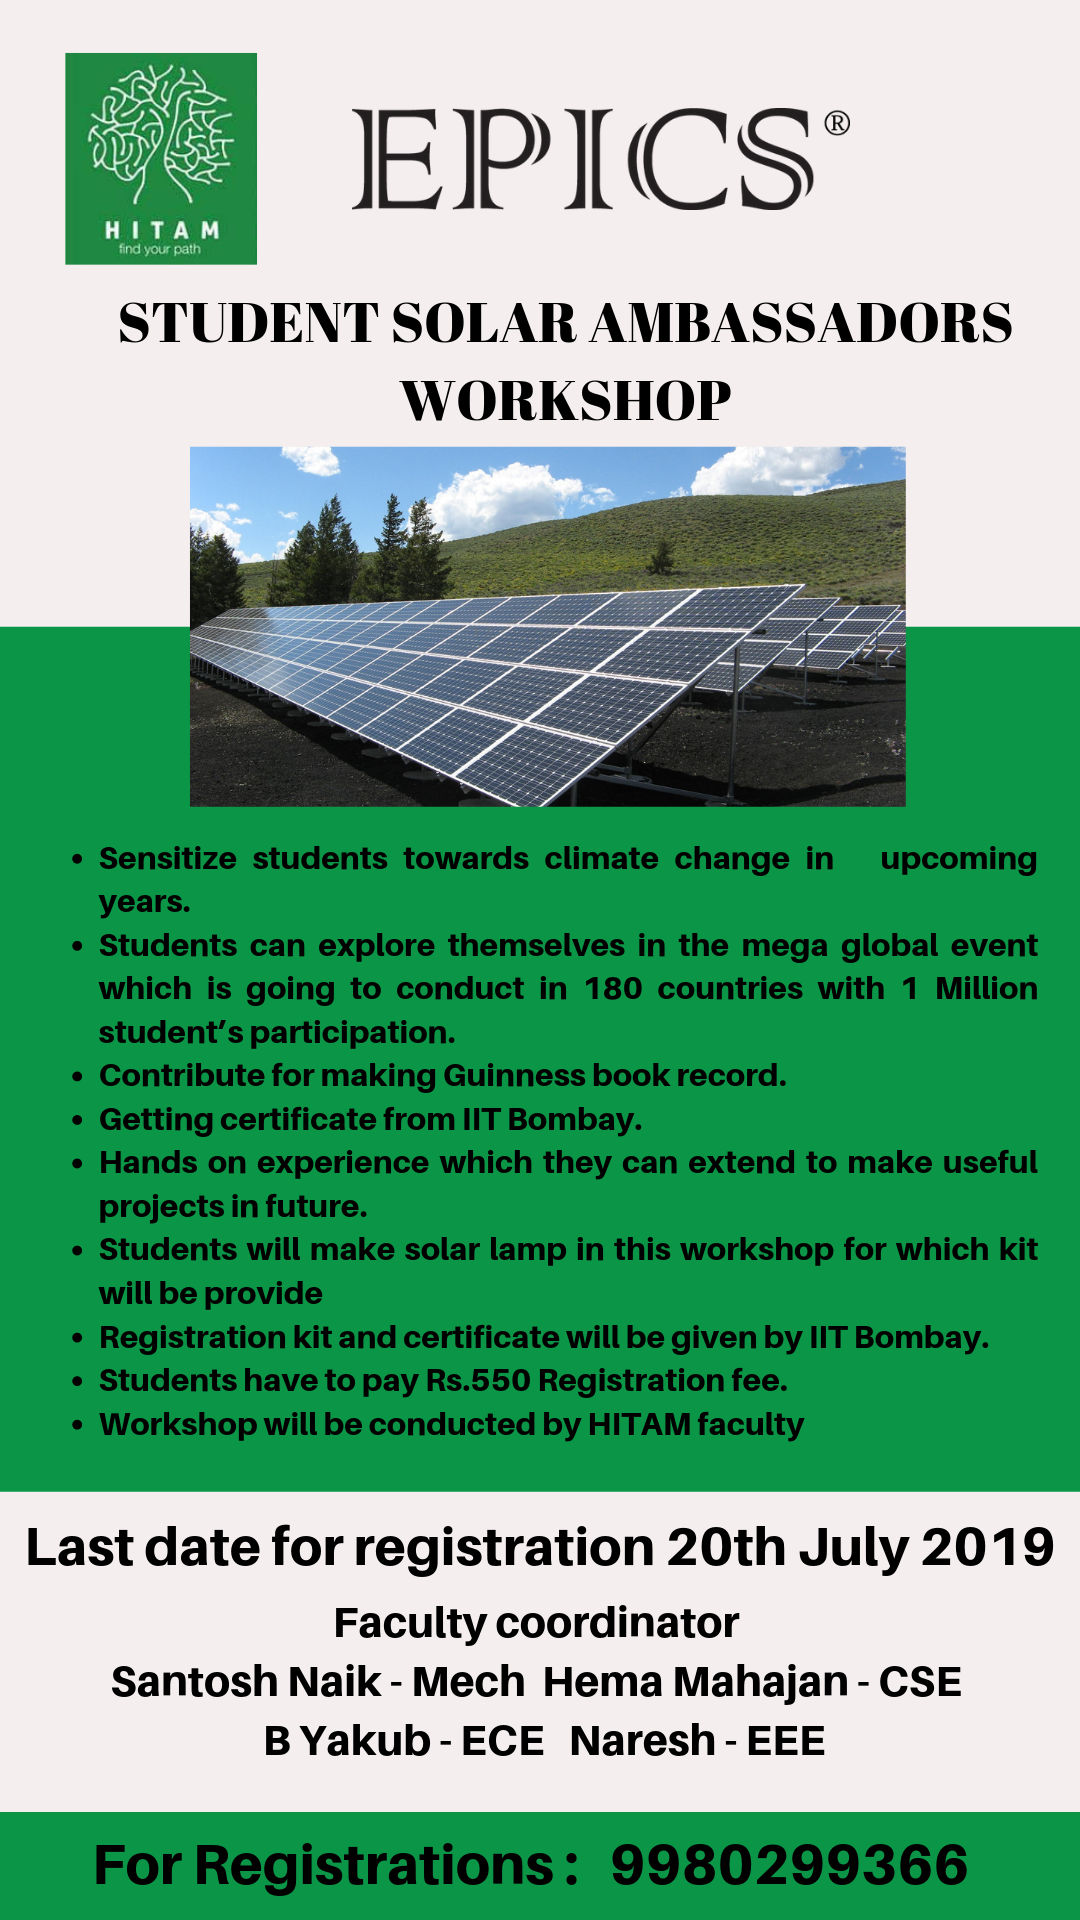 HITAM
find your path
EPICS®
STUDENT SOLAR AMBASSADORS
WORKSHOP
• Sensitize students towards climate change in upcoming
years.
• Students can explore themselves in the mega global event
which is going to conduct in 180 countries with 1 Million
student's participation.
• Contribute for making Guinness book record.
• Getting certificate from IIT Bombay.
• Hands on experience which they can extend to make useful
projects in future.
• Students will make solar lamp in this workshop for which kit
will be provide
• Registration kit and certificate will be given by IIT Bombay.
• Students have to pay Rs.550 Registration fee.
• Workshop will be conducted by HITAM faculty
Last date for registration 20th July 2019
Faculty coordinator
Santosh Naik - Mech Hema Mahajan - CSE
B Yakub - ECE Naresh - EEE
For Registrations : 9980299366